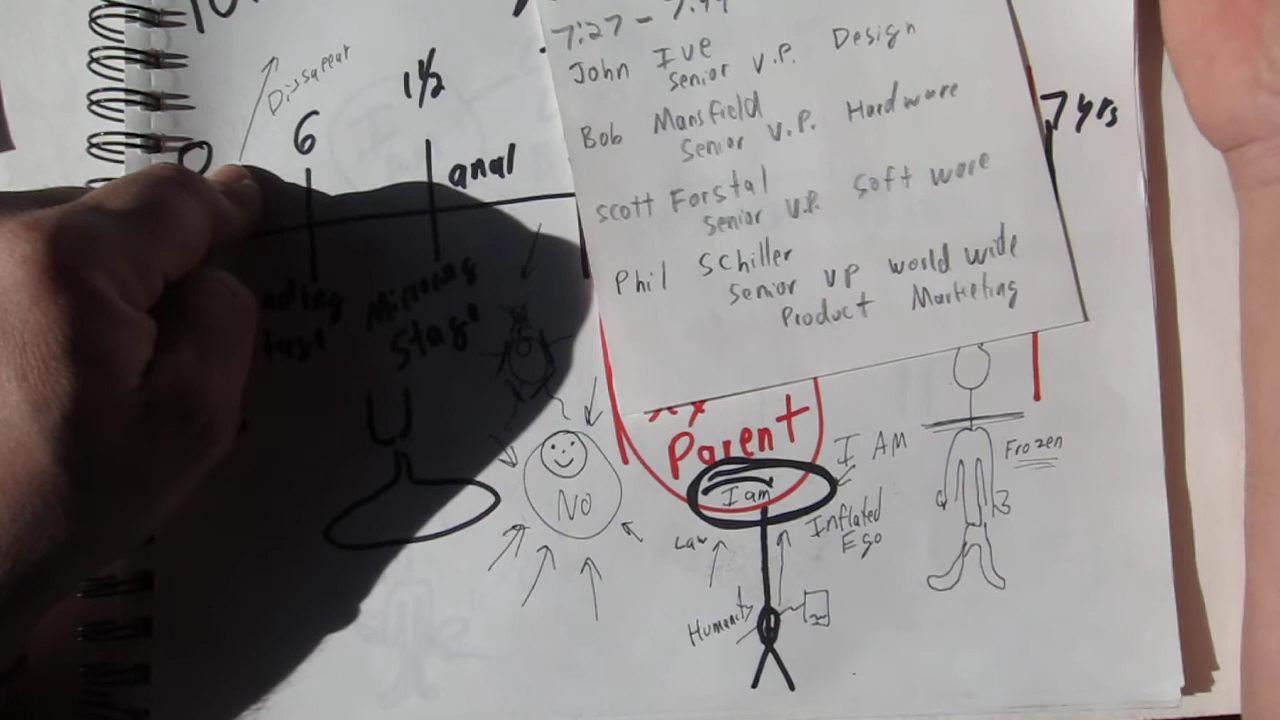 7:27 -
John Ive
senior V.P. Design
Bob Mansfield
senior V.P. Hardware
scott Forstal
senior V.P. soft ware
Phil Schiller
senior VP world wide
Product Marketing
Dissapear
6
1½
anal
7 yrs
Mirroring
stage
Parent
NO
I am
I AM
Inflated
Ego
Law
Humanity
Frozen